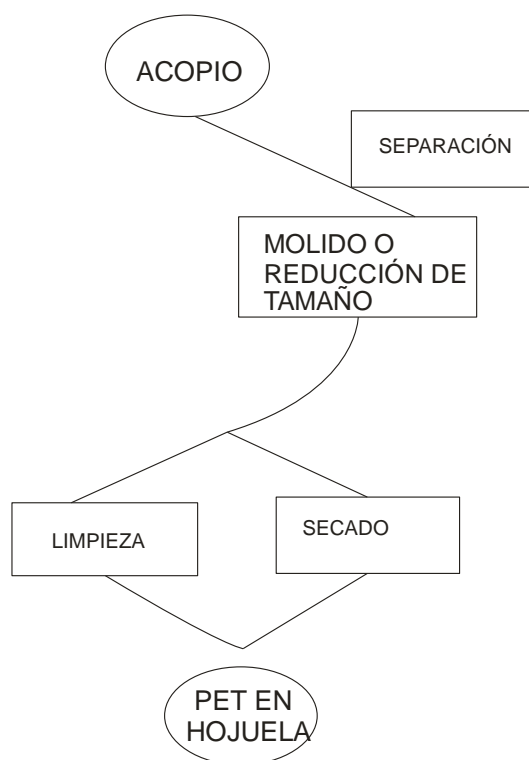 ACOPIO
SEPARACIÓN
MOLIDO O
REDUCCIÓN DE
TAMAÑO
LIMPIEZA
SECADO
PET EN
HOJUELA